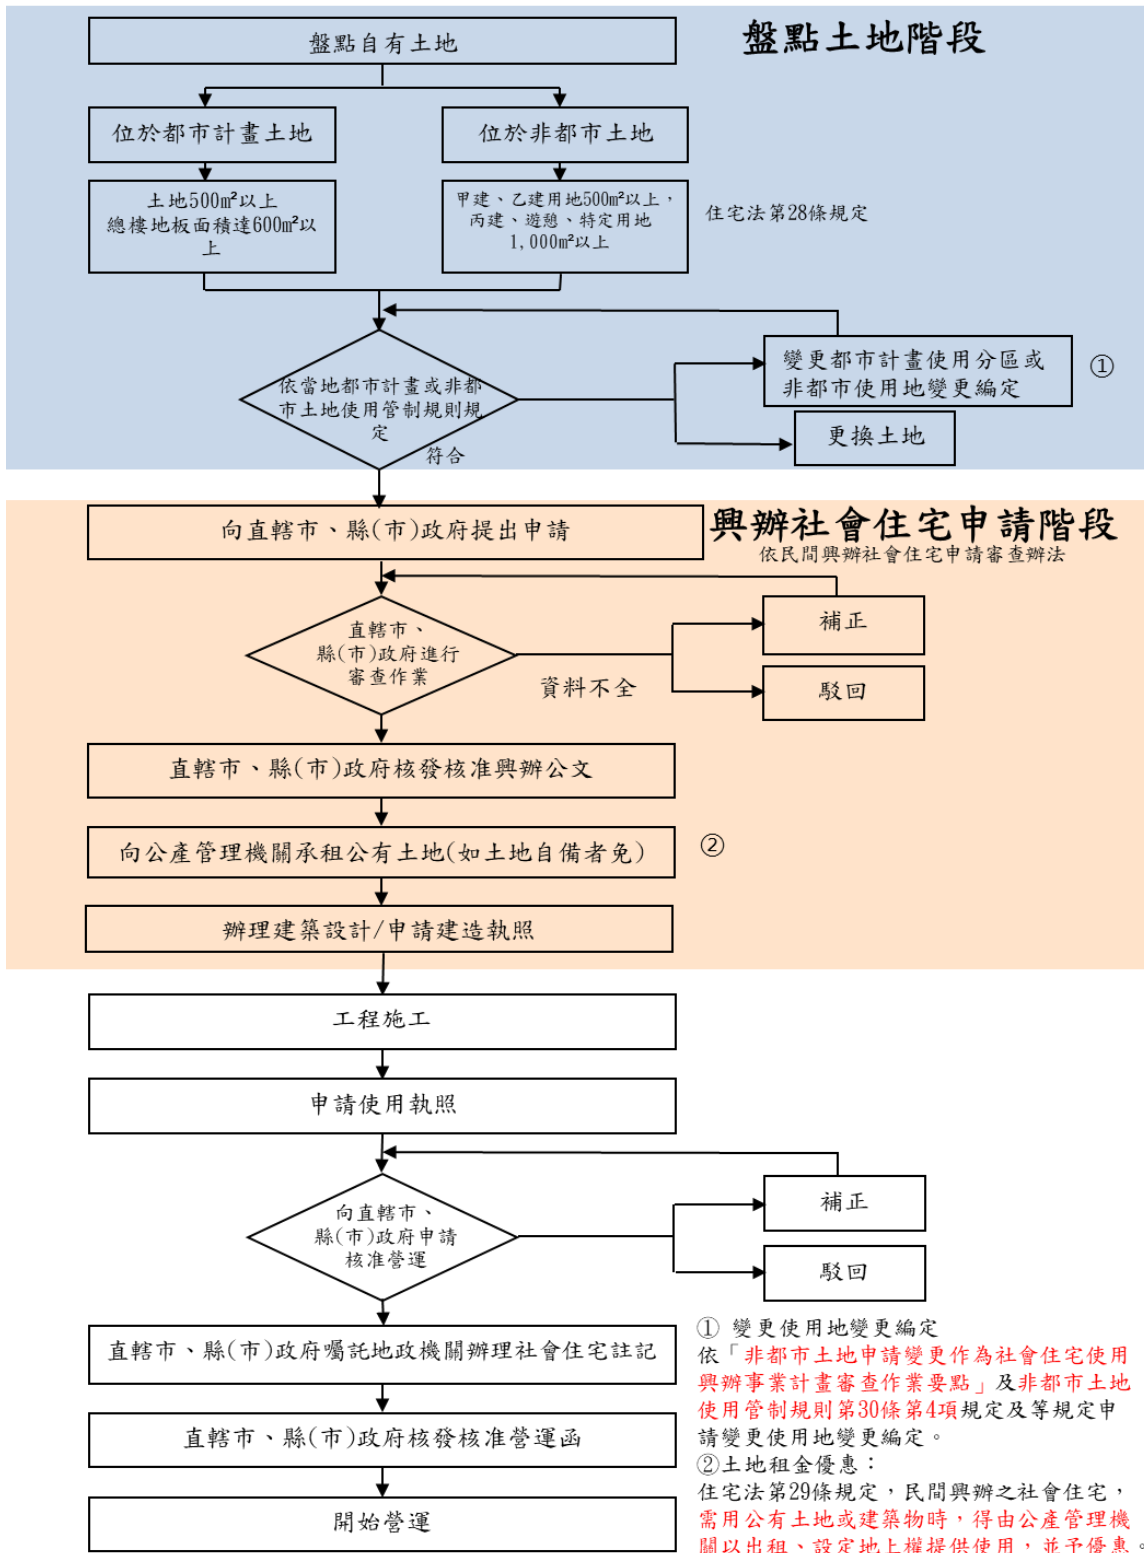 盤點土地階段
盤點自有土地
位於都市計畫土地
位於非都市土地
土地500㎡以上
總樓地板面積達600㎡以
上
甲建、乙建用地500㎡以上，
丙建、遊憩、特定用地
1,000㎡以上
住宅法第28條規定
依當地都市計畫或非都
市土地使用管制規則規
定
符合
變更都市計畫使用分區或
非都市使用地變更編定
①
更換土地
向直轄市、縣(市)政府提出申請
興辦社會住宅申請階段
依民間興辦社會住宅申請審查辦法
直轄市、
縣(市)政府進行
審查作業
資料不全
補正
駁回
直轄市、縣(市)政府核發核准興辦公文
向公產管理機關承租公有土地(如土地自備者免)
②
辦理建築設計/申請建造執照
工程施工
申請使用執照
向直轄市、
縣(市)政府申請
核准營運
補正
駁回
直轄市、縣(市)政府囑託地政機關辦理社會住宅註記
直轄市、縣(市)政府核發核准營運函
開始營運
① 變更使用地變更編定
依「非都市土地申請變更作為社會住宅使用
興辦事業計畫審查作業要點」及非都市土地
使用管制規則第30條第4項規定及等規定申
請變更使用地變更編定。
②土地租金優惠：
住宅法第29條規定，民間興辦之社會住宅，
需用公有土地或建築物時，得由公產管理機
關以出租、設定地上權提供使用，並予優惠。